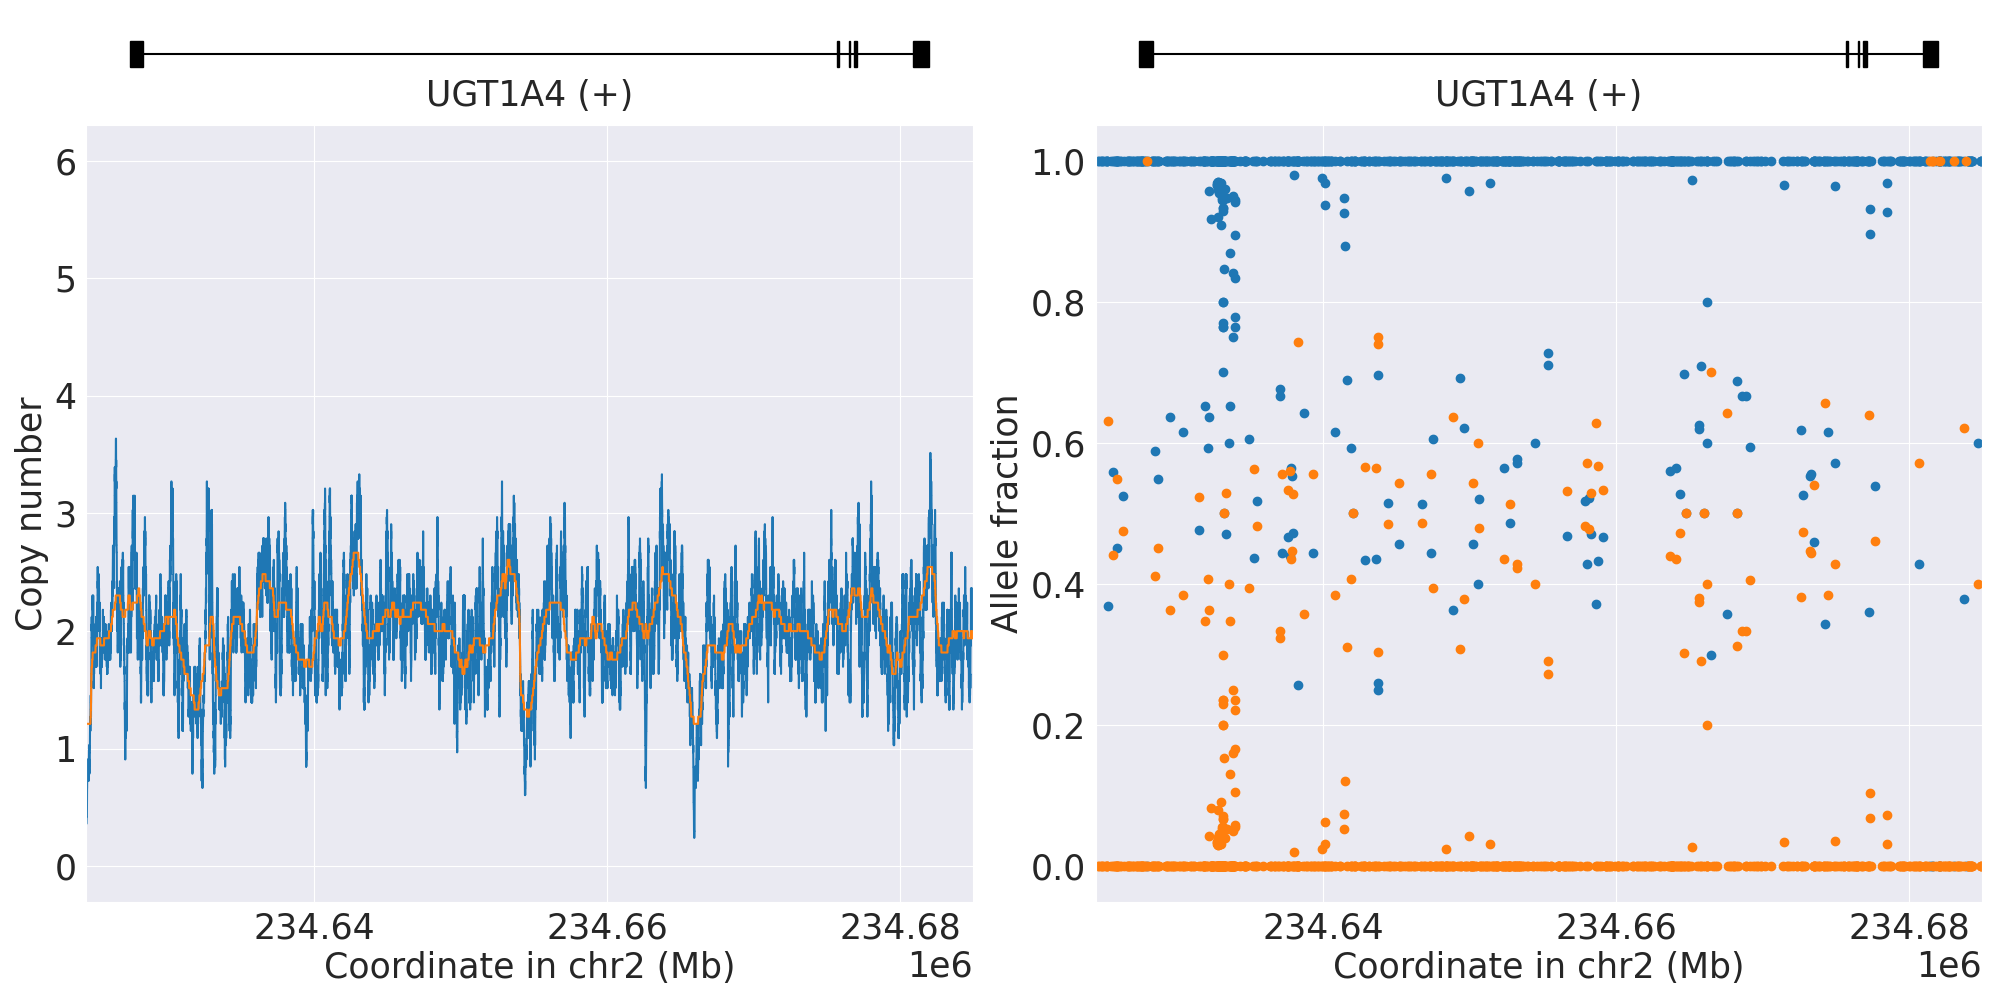 UGT1A4 (+)
6
5
4
3
2
1
0
Copy number
234.64 234.66 234.68
Coordinate in chr2 (Mb)
1e6
UGT1A4 (+)
1.0
0.8
0.6
0.4
0.2
0.0
Allele fraction
234.64 234.66 234.68
Coordinate in chr2 (Mb)
1e6